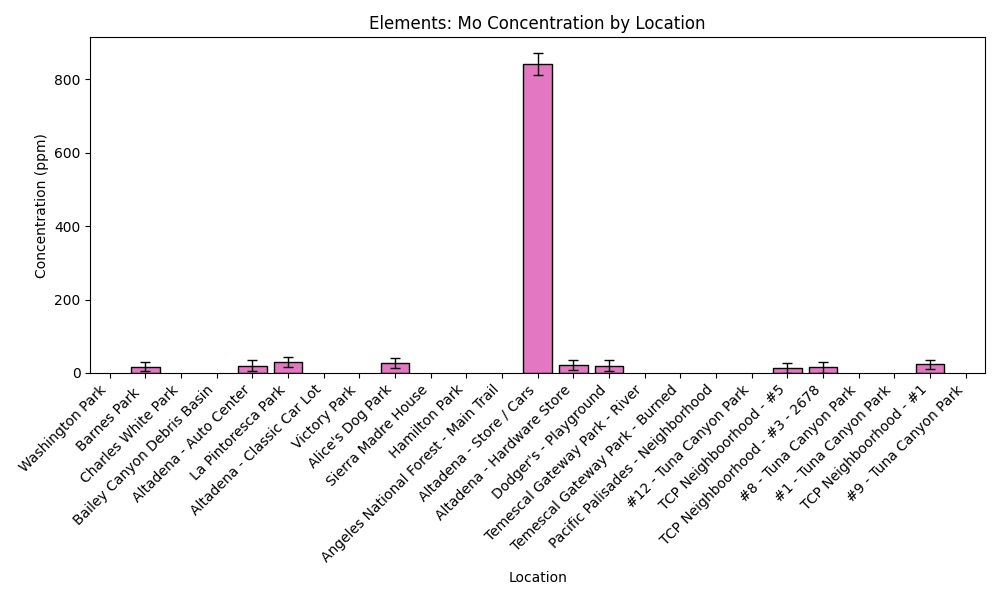 Elements: Mo Concentration by Location
Concentration (ppm)
800
600
400
200
0
Washington Park
Barnes Park
Charles White Park
Bailey Canyon Debris Basin
Altadena - Auto Center
La Pintoresca Park
Altadena - Classic Car Lot
Victory Park
Alice's Dog Park
Sierra Madre House
Hamilton Park
Angeles National Forest - Main Trail
Altadena - Store / Cars
Altadena - Hardware Store
Dodger's - Playground
Temescal Gateway Park - River
Temescal Gateway Park - Burned
Pacific Palisades - Neighborhood
#12 - Tuna Canyon Park
TCP Neighbourhood - #5
TCP Neighboorhood - #3 - 2678
#8 - Tuna Canyon Park
#1 - Tuna Canyon Park
TCP Neighbourhood - #1
#9 - Tuna Canyon Park
Location